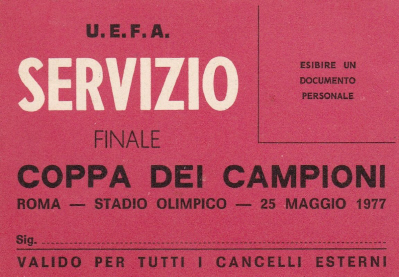 U.E.F.A.
SERVIZIO
ESIBIRE UN
DOCUMENTO
PERSONALE
FINALE
COPPA DEI CAMPIONI
ROMA — STADIO OLIMPICO — 25 MAGGIO 1977
Sig.
VALIDO PER TUTTI I CANCELLI ESTERNI